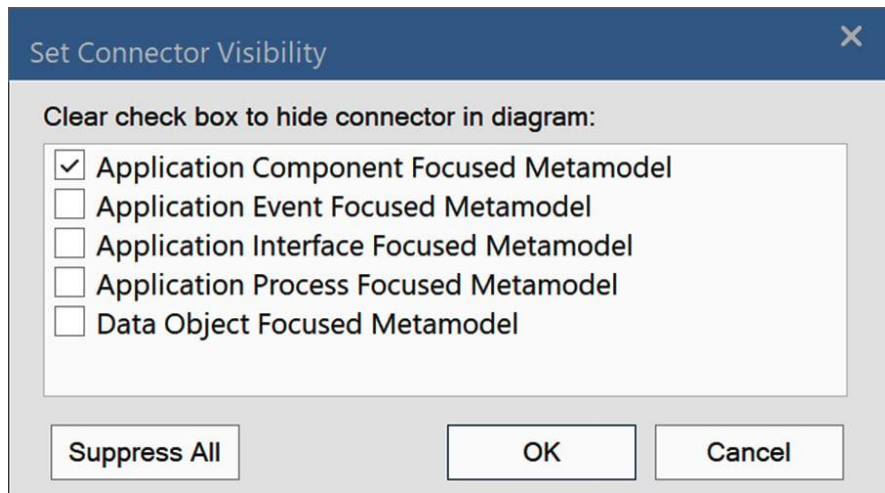 Set Connector Visibility
Clear check box to hide connector in diagram:
Application Component Focused Metamodel
Application Event Focused Metamodel
Application Interface Focused Metamodel
Application Process Focused Metamodel
Data Object Focused Metamodel
Suppress All OK Cancel